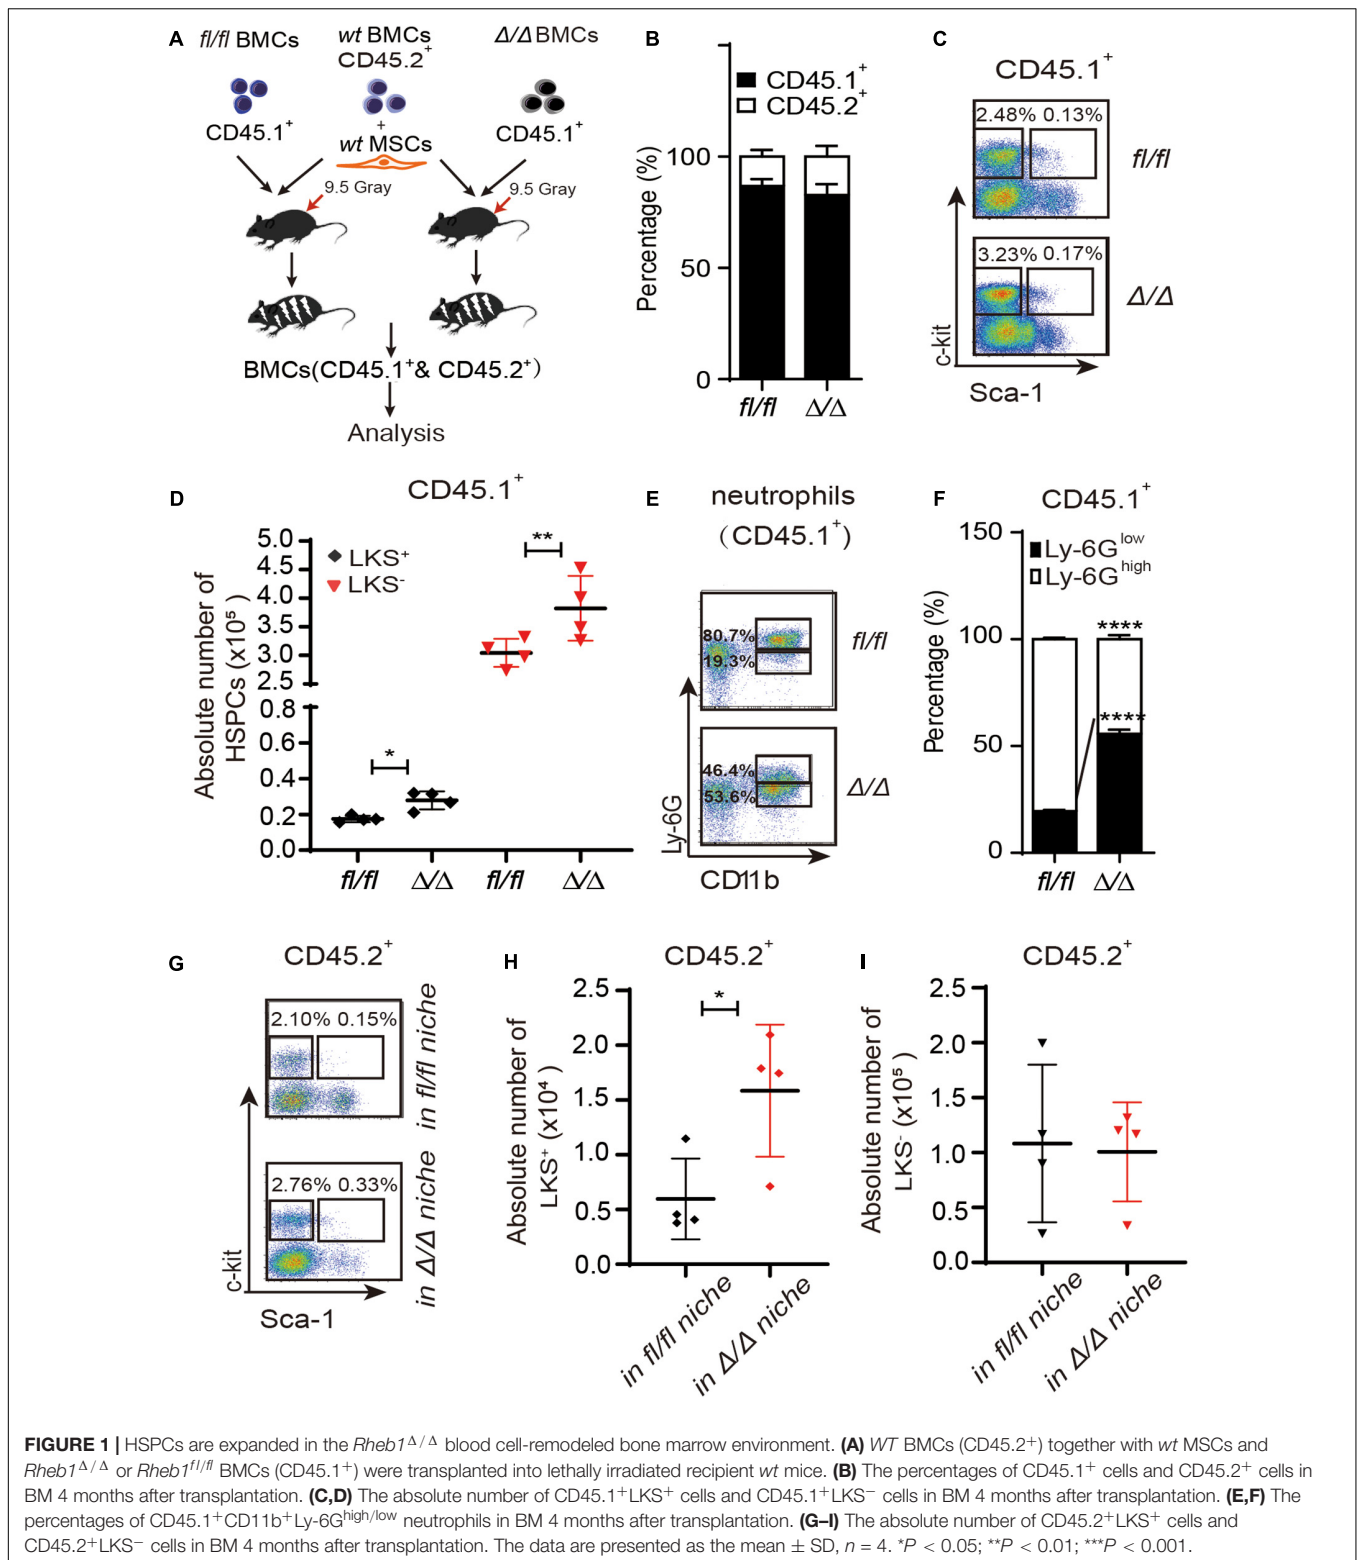 A
fl/fl BMCs
wt BMCs
CD45.2+
Δ/Δ BMCs
CD45.1+
+
wt MSCs
CD45.1+
9.5 Gray
9.5 Gray
BMCs(CD45.1+& CD45.2+)
Analysis
B
CD45.1+
CD45.2+
Percentage (%)
100
50
0
fl/fl
Δ/Δ
C
CD45.1+
2.48% 0.13%
fl/fl
3.23% 0.17%
Δ/Δ
c-kit
Sca-1
D
CD45.1+
Absolute number of
HSPCs (x10⁵)
LKS+
LKS-
5.0
4.5
4.0
3.5
3.0
2.5
0.8
0.6
0.4
0.2
0.0
*
**
fl/fl
Δ/Δ
fl/fl
Δ/Δ
E
neutrophils
(CD45.1+)
80.7%
19.3%
fl/fl
46.4%
53.6%
Δ/Δ
Ly-6G
CD11b
F
CD45.1+
Ly-6Glow
Ly-6Ghigh
Percentage (%)
150
100
50
0
****
****
fl/fl
Δ/Δ
G
CD45.2+
2.10% 0.15%
in fl/fl niche
2.76% 0.33%
in Δ/Δ niche
c-kit
Sca-1
H
CD45.2+
Absolute number of
LKS+ (x10⁴)
2.5
2.0
1.5
1.0
0.5
0.0
*
in fl/fl niche
in Δ/Δ niche
I
CD45.2+
Absolute number of
LKS- (x10⁵)
2.5
2.0
1.5
1.0
0.5
0.0
in fl/fl niche
in Δ/Δ niche
FIGURE 1 | HSPCs are expanded in the Rheb1Δ/Δ blood cell-remodeled bone marrow environment. (A) WT BMCs (CD45.2+) together with wt MSCs and
Rheb1Δ/Δ or Rheb1fl/fl BMCs (CD45.1+) were transplanted into lethally irradiated recipient wt mice. (B) The percentages of CD45.1+ cells and CD45.2+ cells in
BM 4 months after transplantation. (C,D) The absolute number of CD45.1+LKS+ cells and CD45.1+LKS− cells in BM 4 months after transplantation. (E,F) The
percentages of CD45.1+CD11b+Ly-6Ghigh/low neutrophils in BM 4 months after transplantation. (G–I) The absolute number of CD45.2+LKS+ cells and
CD45.2+LKS− cells in BM 4 months after transplantation. The data are presented as the mean ± SD, n = 4. *P < 0.05; **P < 0.01; ***P < 0.001.